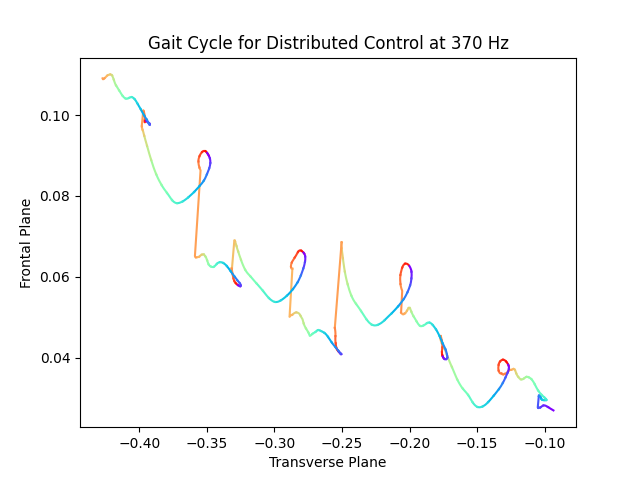 Gait Cycle for Distributed Control at 370 Hz
0.10
0.08
0.06
0.04
Frontal Plane
−0.40 −0.35 −0.30 −0.25 −0.20 −0.15 −0.10
Transverse Plane